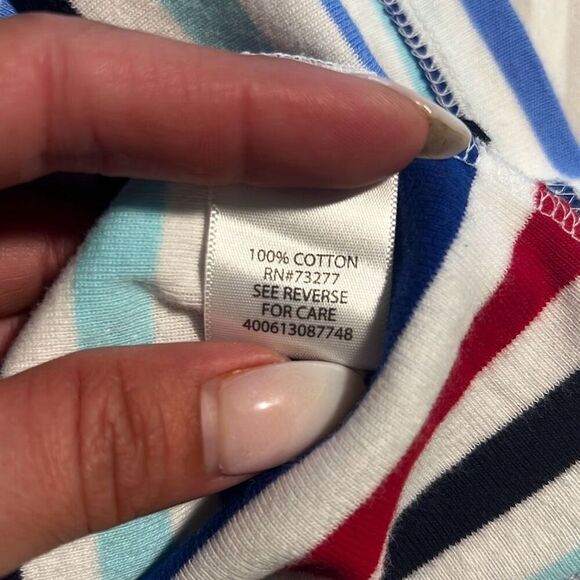 100% COTTON
RN#73277
SEE REVERSE
FOR CARE
400613087748